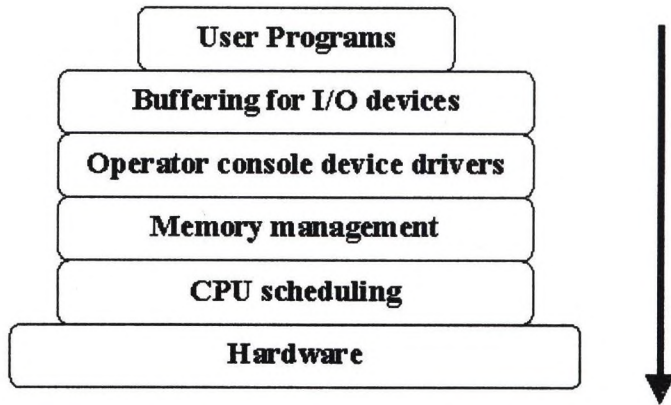 User Programs
Buffering for I/O devices
Operator console device drivers
Memory management
CPU scheduling
Hardware